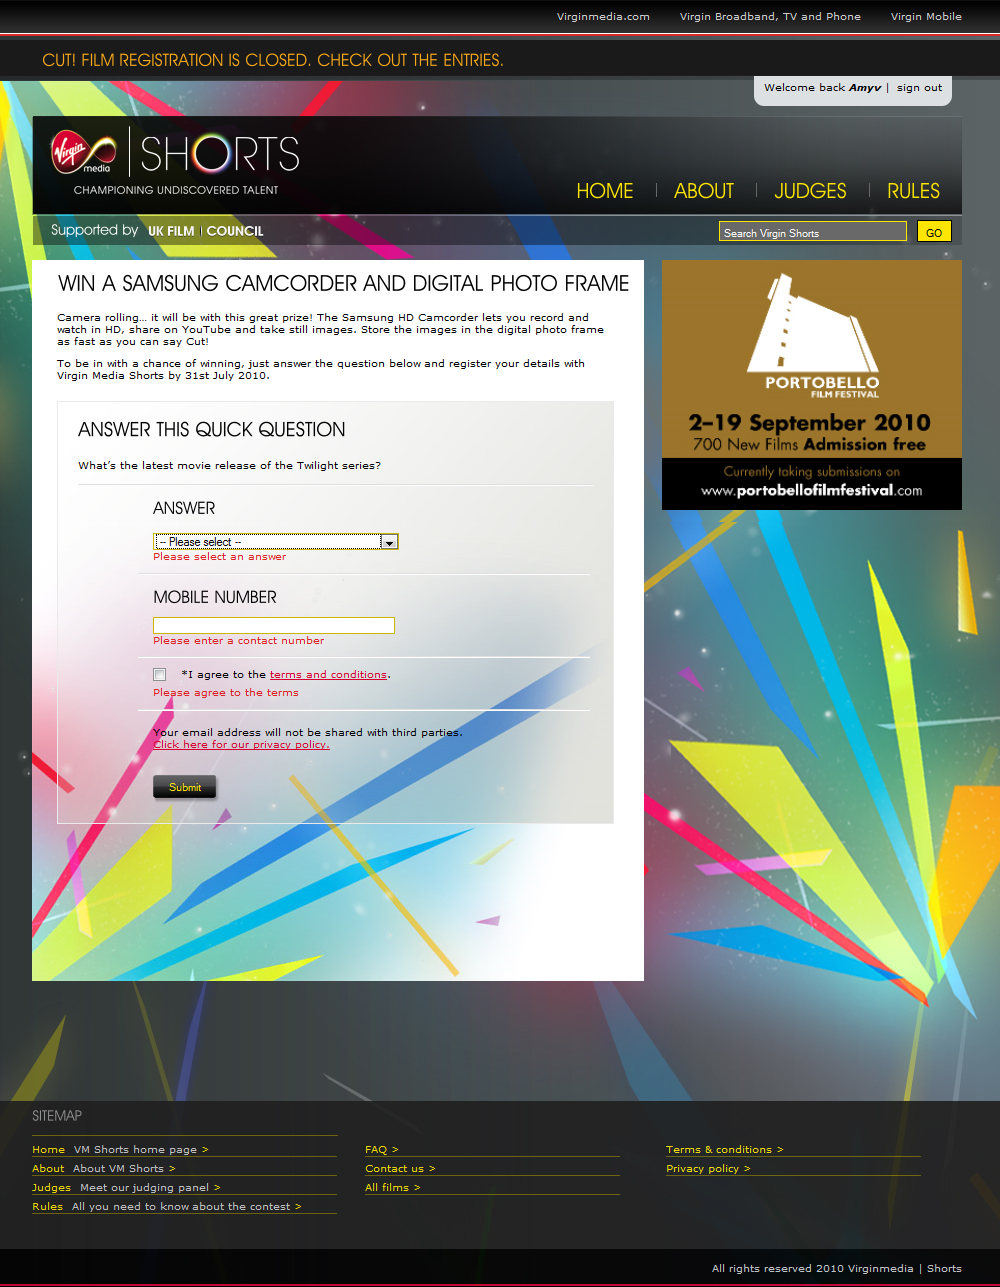 Virginmedia.com Virgin Broadband, TV and Phone Virgin Mobile
CUT! FILM REGISTRATION IS CLOSED. CHECK OUT THE ENTRIES.
Welcome back Amyv | sign out
Virgin media | SHORTS
CHAMPIONING UNDISCOVERED TALENT
HOME | ABOUT | JUDGES | RULES
Supported by UK FILM | COUNCIL
Search Virgin Shorts GO
WIN A SAMSUNG CAMCORDER AND DIGITAL PHOTO FRAME
Camera rolling... it will be with this great prize! The Samsung HD Camcorder lets you record and
watch in HD, share on YouTube and take still images. Store the images in the digital photo frame
as fast as you can say Cut!
To be in with a chance of winning, just answer the question below and register your details with
Virgin Media Shorts by 31st July 2010.
ANSWER THIS QUICK QUESTION
What's the latest movie release of the Twilight series?
ANSWER
-- Please select --
Please select an answer
MOBILE NUMBER
Please enter a contact number
*I agree to the terms and conditions.
Please agree to the terms
Your email address will not be shared with third parties.
Click here for our privacy policy.
Submit
PORTOBELLO
FILM FESTIVAL
2–19 September 2010
700 New Films Admission free
Currently taking submissions on
www.portobellofilmfestival.com
SITEMAP
Home VM Shorts home page >
About About VM Shorts >
Judges Meet our judging panel >
Rules All you need to know about the contest >
FAQ >
Contact us >
All films >
Terms & conditions >
Privacy policy >
All rights reserved 2010 Virginmedia | Shorts